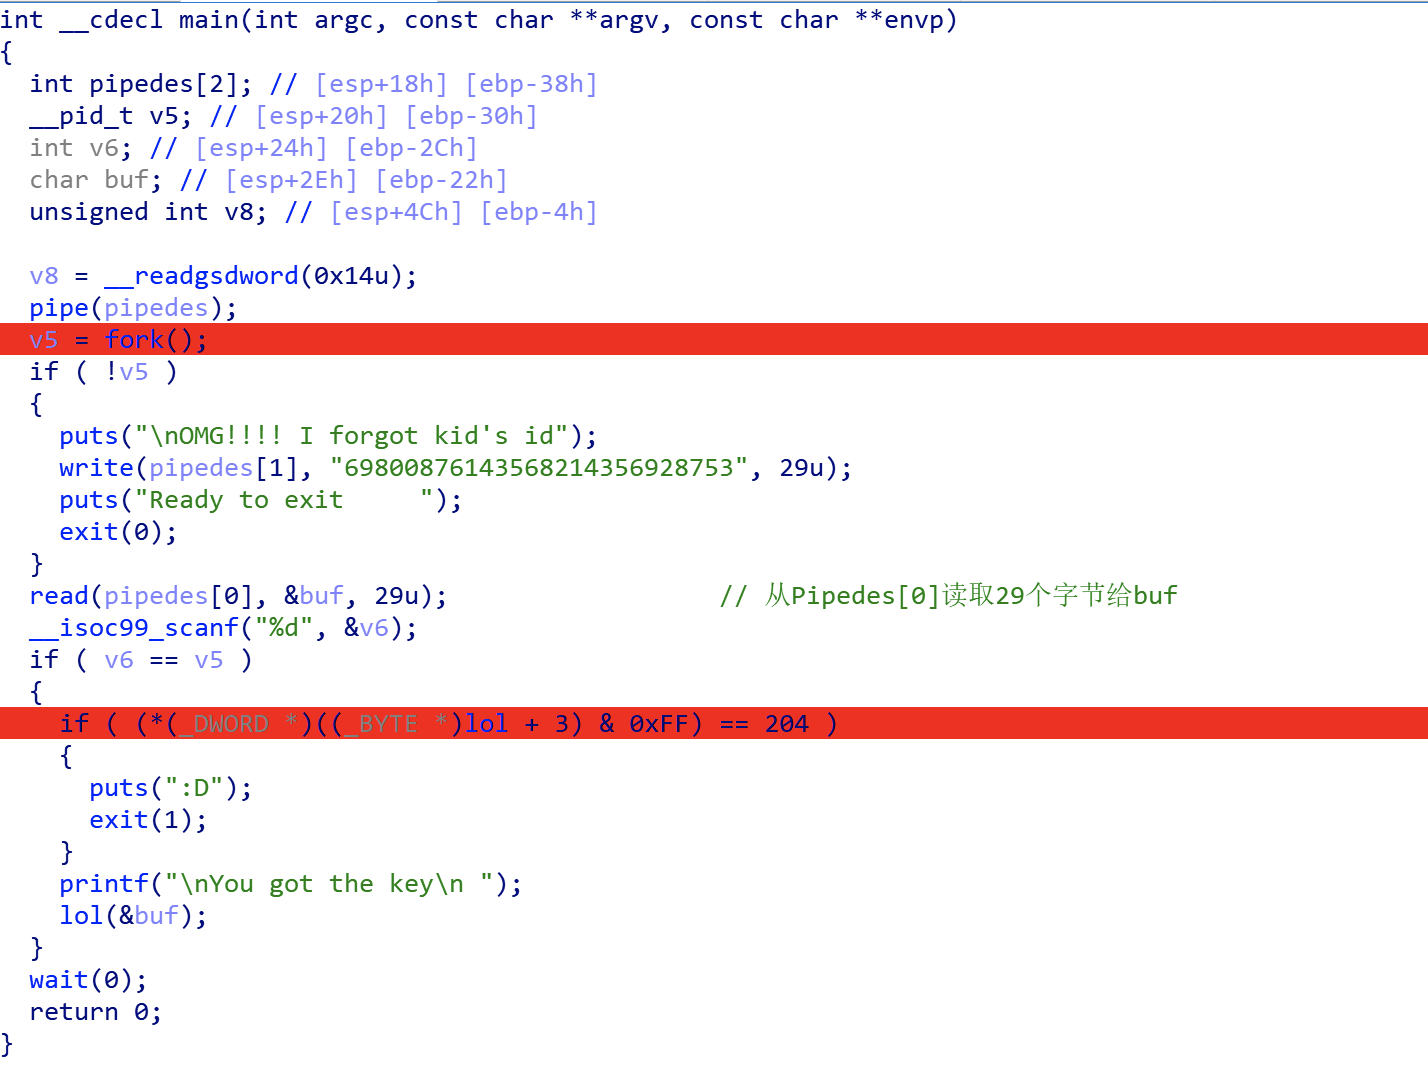 int __cdecl main(int argc, const char **argv, const char **envp)
{
  int pipedes[2]; // [esp+18h] [ebp-38h]
  __pid_t v5; // [esp+20h] [ebp-30h]
  int v6; // [esp+24h] [ebp-2Ch]
  char buf; // [esp+2Eh] [ebp-22h]
  unsigned int v8; // [esp+4Ch] [ebp-4h]

  v8 = __readgsdword(0x14u);
  pipe(pipedes);
  v5 = fork();
  if ( !v5 )
  {
    puts("\nOMG!!!! I forgot kid's id");
    write(pipedes[1], "69800876143568214356928753", 29u);
    puts("Ready to exit     ");
    exit(0);
  }
  read(pipedes[0], &buf, 29u);                  // 从Pipedes[0]读取29个字节给buf
  __isoc99_scanf("%d", &v6);
  if ( v6 == v5 )
  {
    if ( (*(_DWORD *)((_BYTE *)lol + 3) & 0xFF) == 204 )
    {
      puts(":D");
      exit(1);
    }
    printf("\nYou got the key\n ");
    lol(&buf);
  }
  wait(0);
  return 0;
}